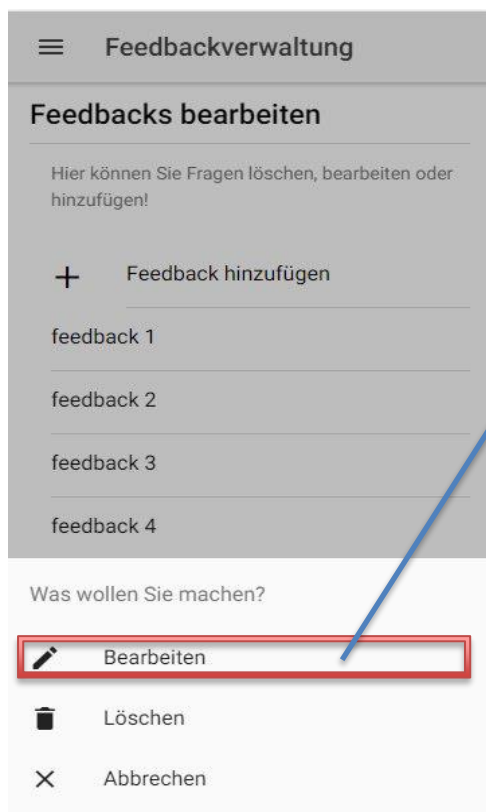 Feedbackverwaltung
Feedbacks bearbeiten
Hier können Sie Fragen löschen, bearbeiten oder
hinzufügen!
Feedback hinzufügen
feedback 1
feedback 2
feedback 3
feedback 4
Was wollen Sie machen?
Bearbeiten
Löschen
Abbrechen